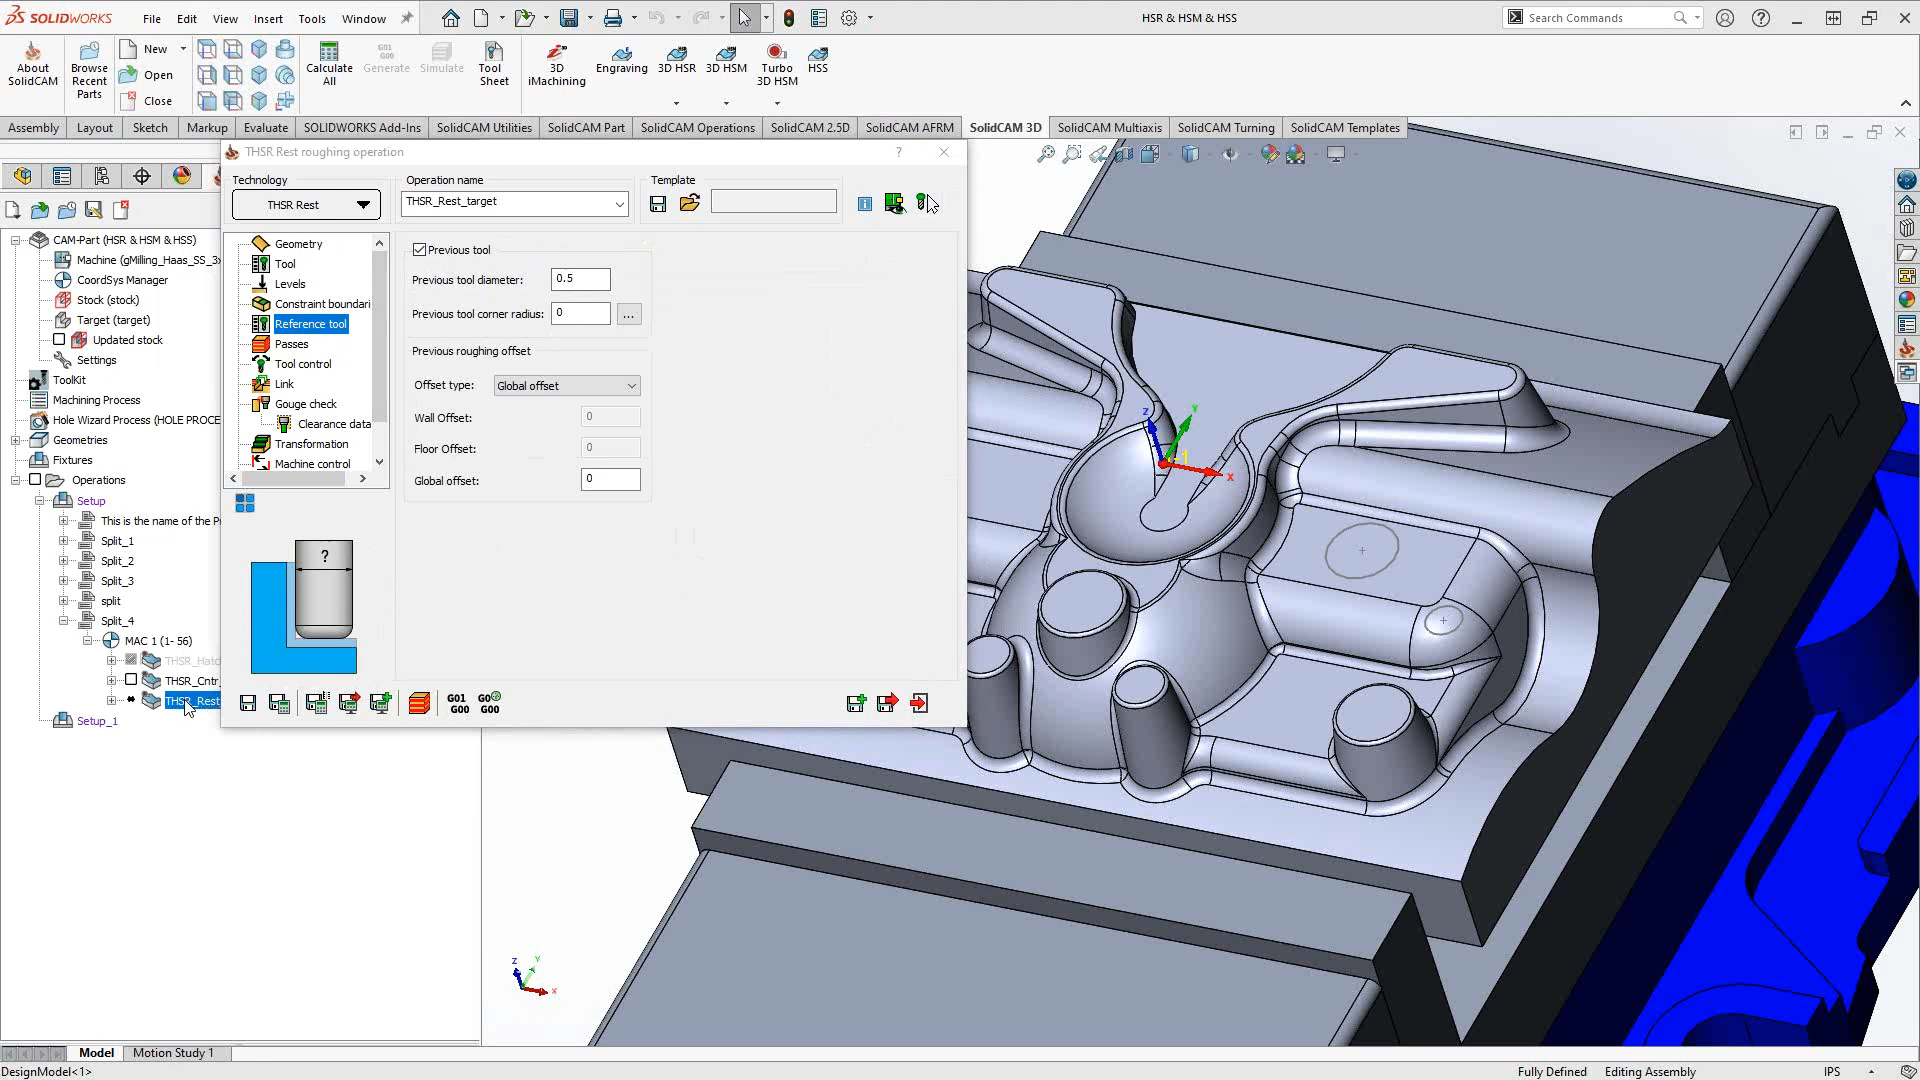 SOLIDWORKS File Edit View Insert Tools Window HSR & HSM & HSS Search Commands
About SolidCAM
Browse Recent Parts
New
Open
Close
Calculate All
G01 G00
Generate
Simulate
Tool Sheet
3D iMachining
Engraving
3D HSR
3D HSM
Turbo 3D HSM
HSS
Assembly Layout Sketch Markup Evaluate SOLIDWORKS Add-Ins SolidCAM Utilities SolidCAM Part SolidCAM Operations SolidCAM 2.5D SolidCAM AFRM SolidCAM 3D SolidCAM Multiaxis SolidCAM Turning SolidCAM Templates
THSR Rest roughing operation ?
Technology
THSR Rest
Operation name
THSR_Rest_target
Template
CAM-Part (HSR & HSM & HSS)
Machine (gMilling_Haas_SS_3x
CoordSys Manager
Stock (stock)
Target (target)
Updated stock
Settings
ToolKit
Machining Process
Hole Wizard Process (HOLE PROCE
Geometries
Fixtures
Operations
Setup
This is the name of the P
Split_1
Split_2
Split_3
split
Split_4
MAC 1 (1- 56)
THSR_Hatc
THSR_Cntr_
THSR_Rest
Setup_1
Geometry
Tool
Levels
Constraint boundari
Reference tool
Passes
Tool control
Link
Gouge check
Clearance data
Transformation
Machine control
Previous tool
Previous tool diameter: 0.5
Previous tool corner radius: 0 ...
Previous roughing offset
Offset type: Global offset
Wall Offset: 0
Floor Offset: 0
Global offset: 0
?
G01 G00
G0 G00
Z Y -1 X
Z Y X
Model Motion Study 1
DesignModel<1> Fully Defined Editing Assembly IPS